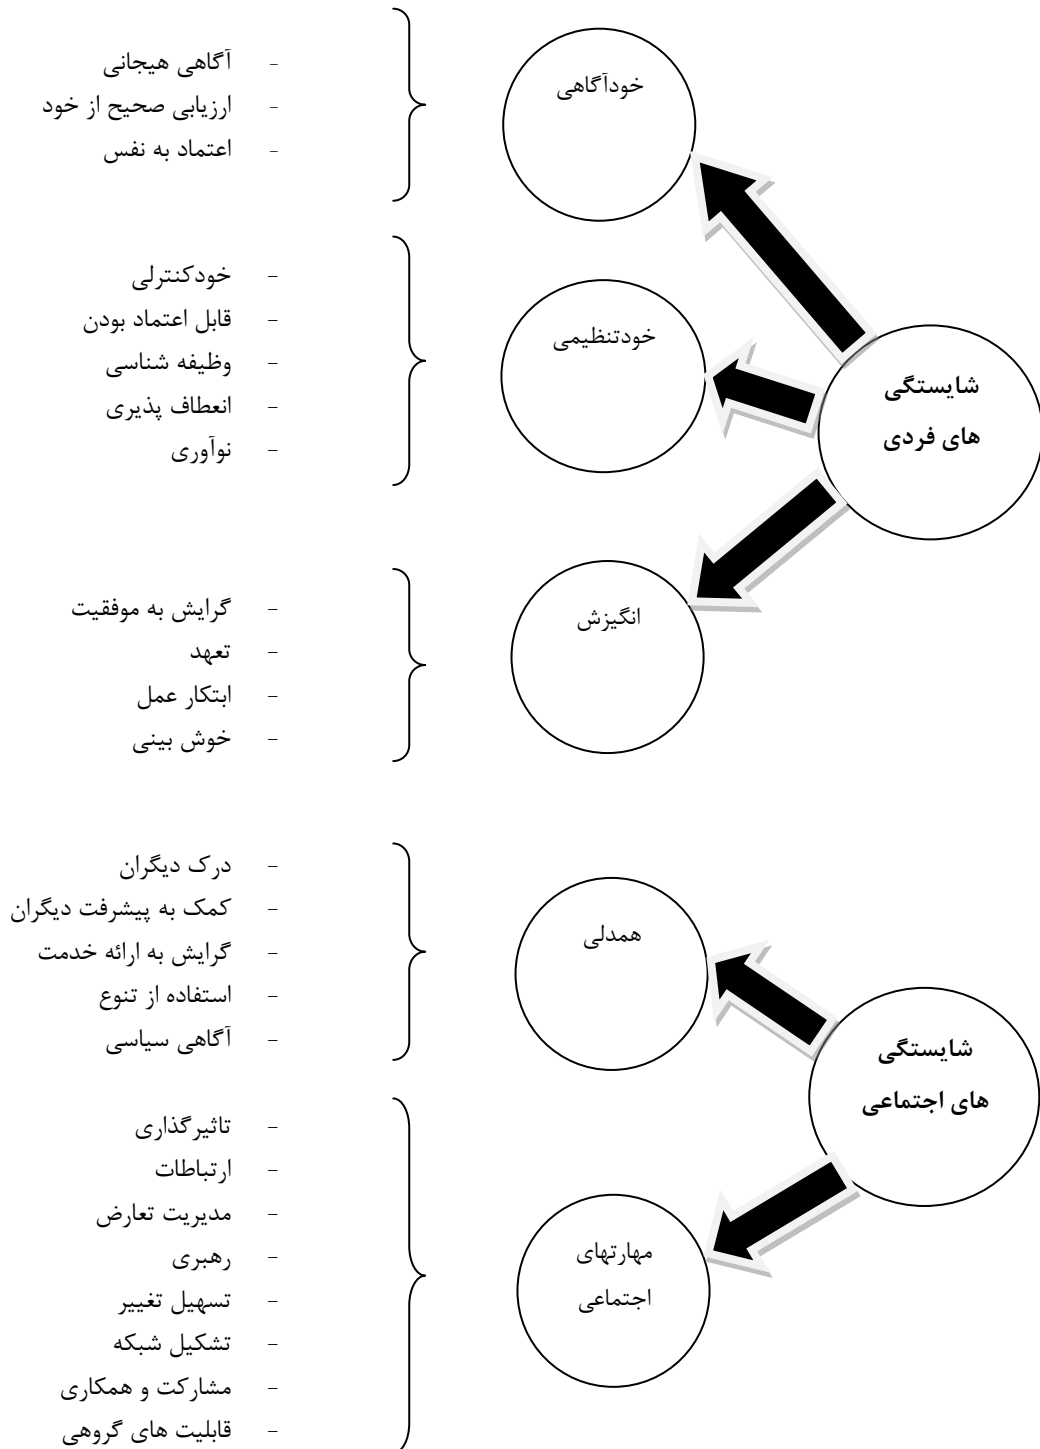 شایستگی
های فردی
خودآگاهی
- آگاهی هیجانی
- ارزیابی صحیح از خود
- اعتماد به نفس
خودتنظیمی
- خودکنترلی
- قابل اعتماد بودن
- وظیفه شناسی
- انعطاف پذیری
- نوآوری
انگیزش
- گرایش به موفقیت
- تعهد
- ابتکار عمل
- خوش بینی
شایستگی
های اجتماعی
همدلی
- درک دیگران
- کمک به پیشرفت دیگران
- گرایش به ارائه خدمت
- استفاده از تنوع
- آگاهی سیاسی
مهارتهای
اجتماعی
- تاثیرگذاری
- ارتباطات
- مدیریت تعارض
- رهبری
- تسهیل تغییر
- تشکیل شبکه
- مشارکت و همکاری
- قابلیت های گروهی